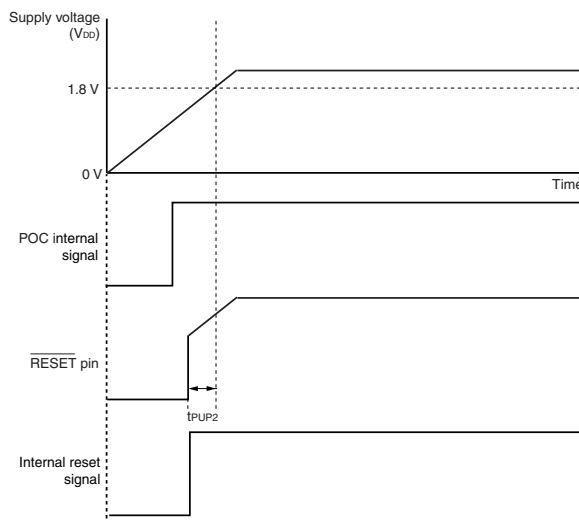 Supply voltage
(VDD)
1.8 V
0 V
Time
POC internal
signal
RESET pin
tPUP2
Internal reset
signal